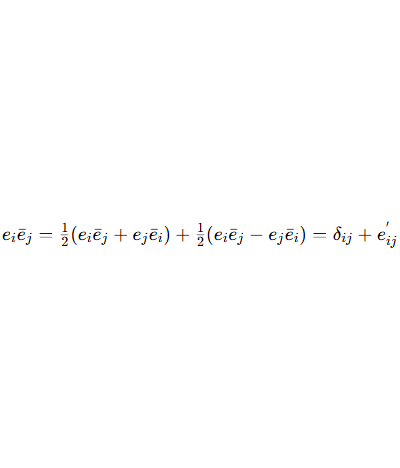 $e_i \bar{e}_j = \frac{1}{2}(e_i \bar{e}_j + e_j \bar{e}_i) + \frac{1}{2}(e_i \bar{e}_j - e_j \bar{e}_i) = \delta_{ij} + e_{ij}^{'}$